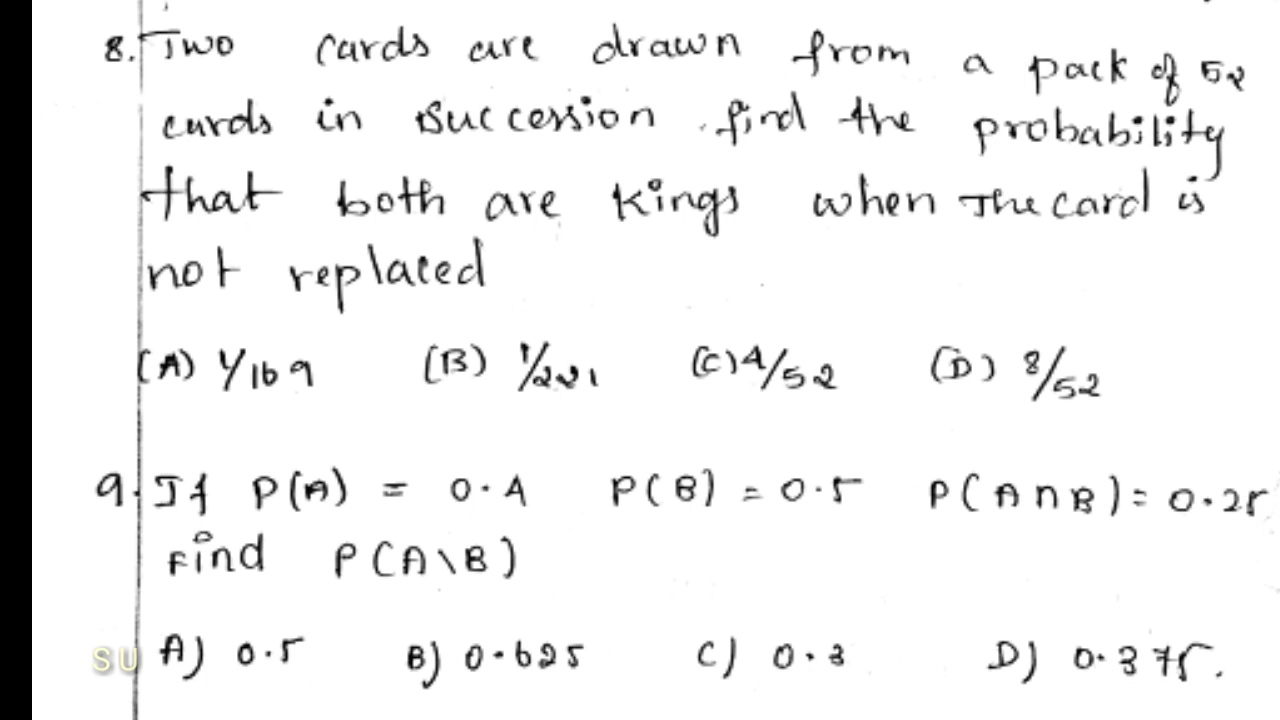 8. Two cards are drawn from a pack of 52
cards in succession . find the probability
that both are kings when The card is
not replaced
(A) 1/169 (B) 1/221 (C) 4/52 (D) 8/52
9. If P(A) = 0.4 P(B) = 0.5 P(A∩B) = 0.25
Find P(A\B)
SU A) 0.5 B) 0.625 C) 0.3 D) 0.375.